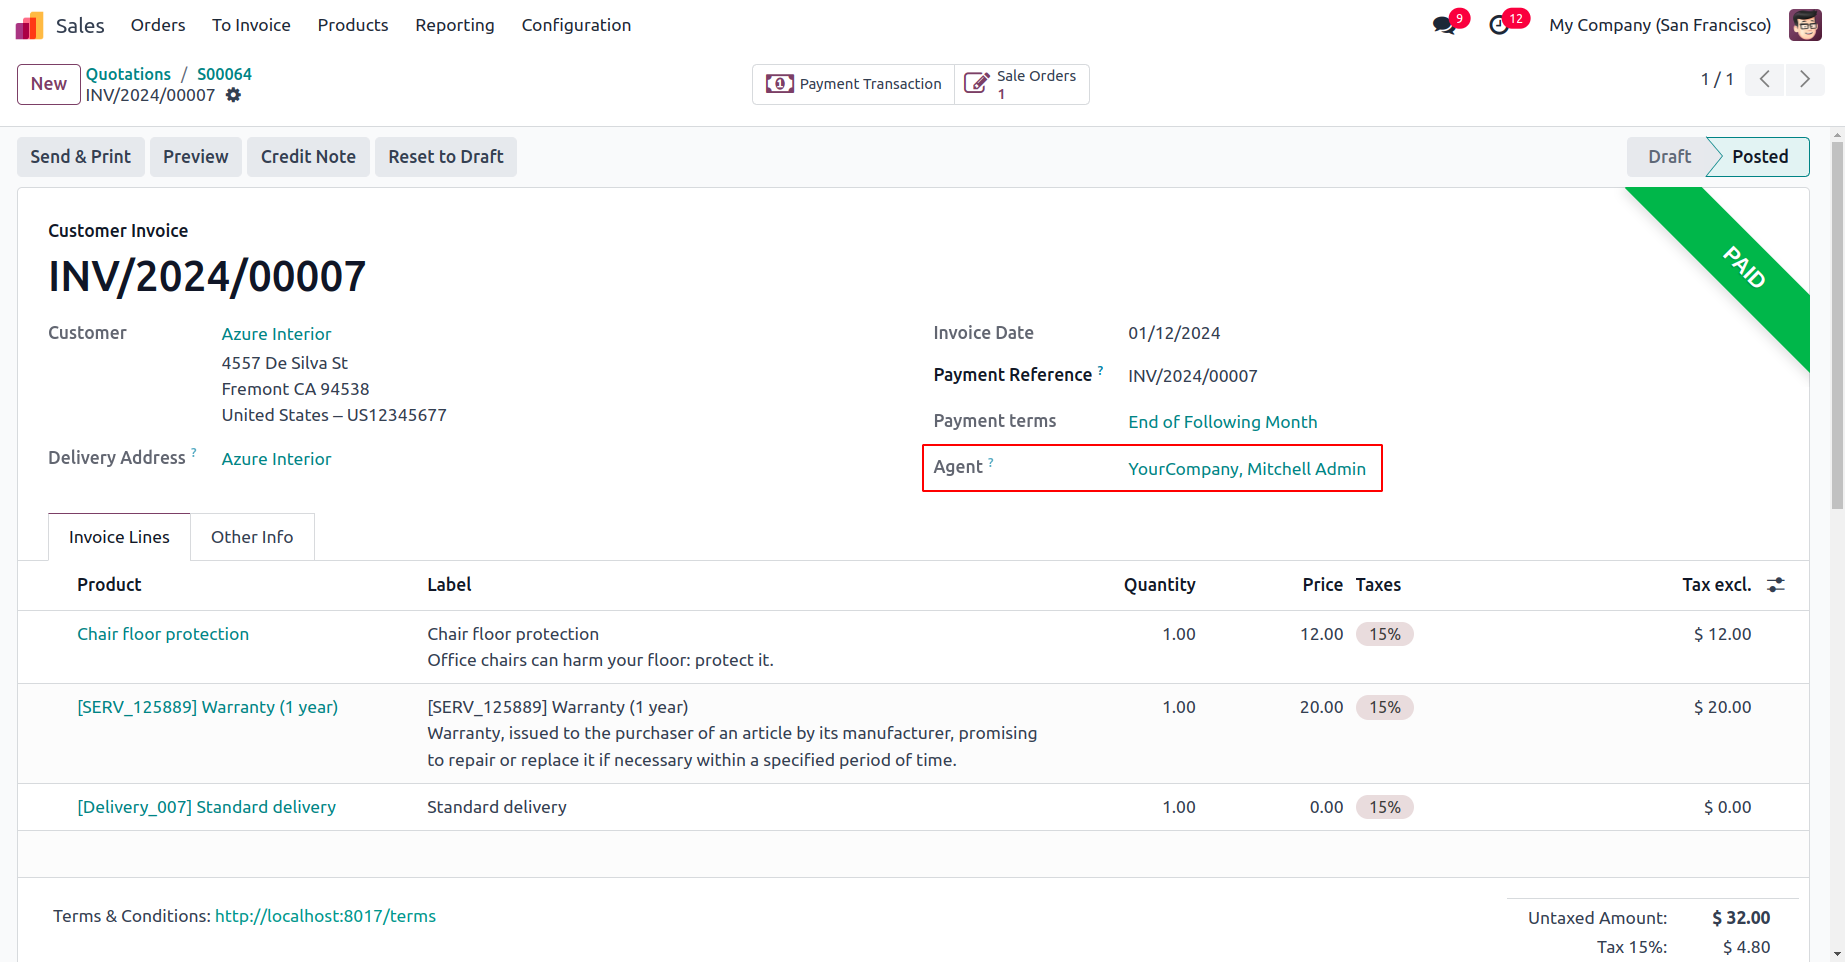 Sales Orders To Invoice Products Reporting Configuration 9 12 My Company (San Francisco)
New Quotations / S00064
INV/2024/00007
Payment Transaction
Sale Orders
1
1 / 1
Send & Print Preview Credit Note Reset to Draft Draft Posted
PAID
Customer Invoice
INV/2024/00007
Customer Azure Interior
4557 De Silva St
Fremont CA 94538
United States – US12345677
Delivery Address ? Azure Interior
Invoice Date 01/12/2024
Payment Reference ? INV/2024/00007
Payment terms End of Following Month
Agent ? YourCompany, Mitchell Admin
Invoice Lines Other Info
Product Label Quantity Price Taxes Tax excl.
Chair floor protection Chair floor protection 1.00 12.00 15% $ 12.00
Office chairs can harm your floor: protect it.
[SERV_125889] Warranty (1 year) [SERV_125889] Warranty (1 year) 1.00 20.00 15% $ 20.00
Warranty, issued to the purchaser of an article by its manufacturer, promising
to repair or replace it if necessary within a specified period of time.
[Delivery_007] Standard delivery Standard delivery 1.00 0.00 15% $ 0.00
Terms & Conditions: http://localhost:8017/terms
Untaxed Amount: $ 32.00
Tax 15%: $ 4.80